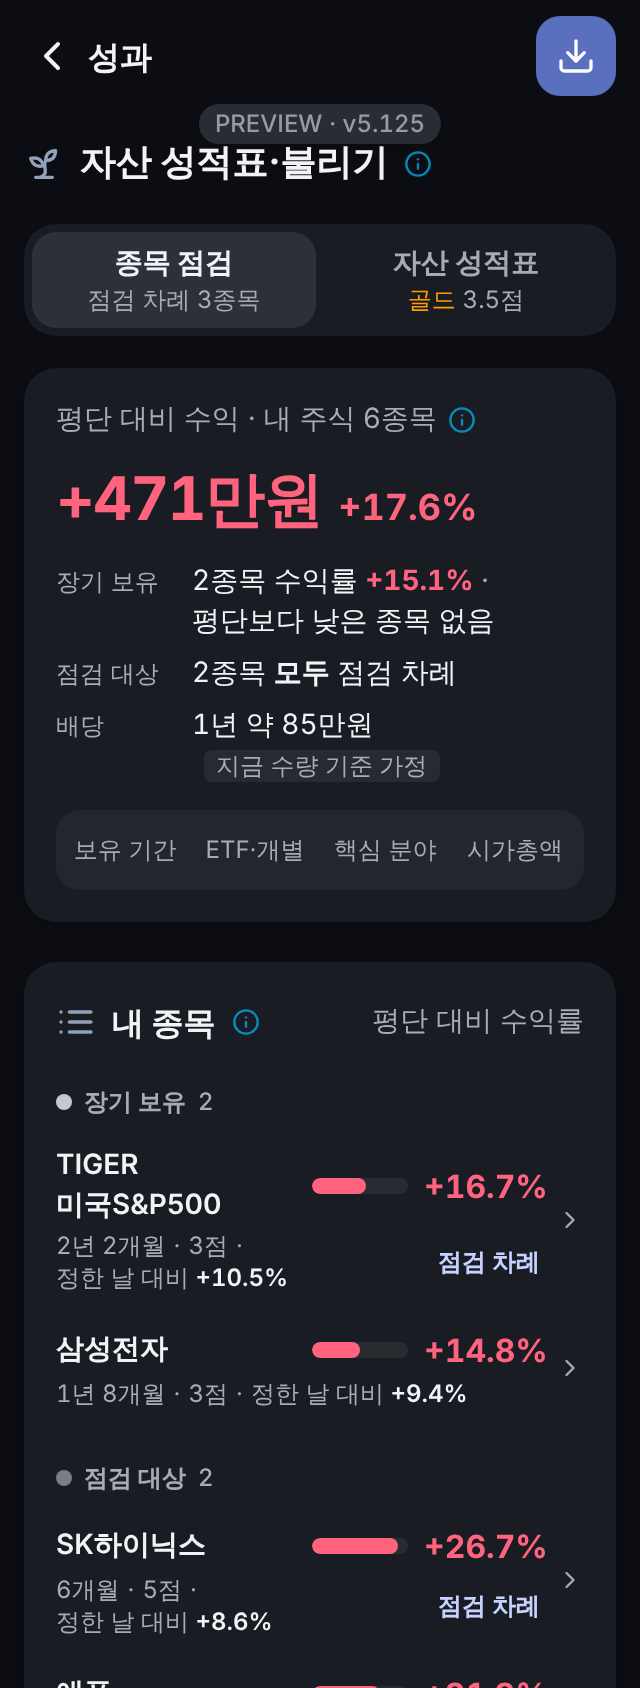 성과
PREVIEW · v5.125
자산 성적표·불리기
종목 점검
점검 차례 3종목
자산 성적표
골드 3.5점
평단 대비 수익 · 내 주식 6종목
+471만원 +17.6%
장기 보유 2종목 수익률 +15.1% ·
평단보다 낮은 종목 없음
점검 대상 2종목 모두 점검 차례
배당 1년 약 85만원
지금 수량 기준 가정
보유 기간 ETF·개별 핵심 분야 시가총액
내 종목 평단 대비 수익률
장기 보유 2
TIGER
미국S&P500
+16.7%
2년 2개월 · 3점 ·
정한 날 대비 +10.5%
점검 차례
삼성전자 +14.8%
1년 8개월 · 3점 · 정한 날 대비 +9.4%
점검 대상 2
SK하이닉스 +26.7%
6개월 · 5점 ·
정한 날 대비 +8.6%
점검 차례